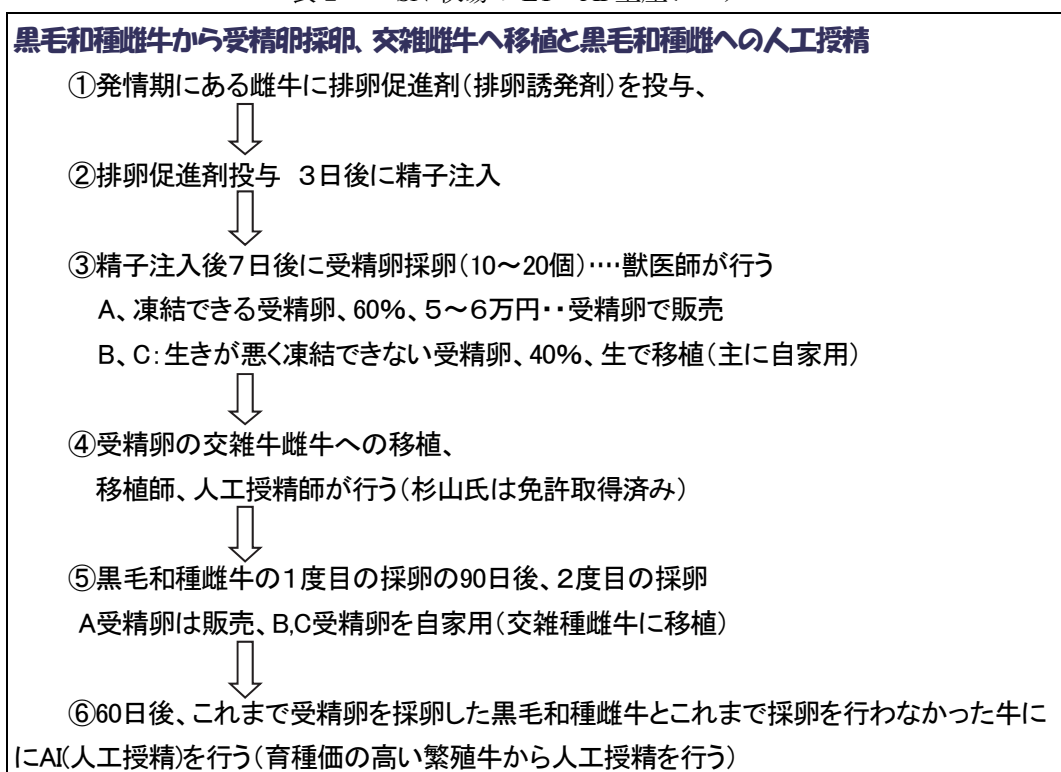 黒毛和種雌牛から受精卵採卵、交雑雌牛へ移植と黒毛和種雌への人工授精
①発情期にある雌牛に排卵促進剤（排卵誘発剤）を投与、
②排卵促進剤投与　３日後に精子注入
③精子注入後７日後に受精卵採卵（10～20個）‥‥獣医師が行う
A、凍結できる受精卵、60％、５～６万円・・受精卵で販売
B、C：生きが悪く凍結できない受精卵、40％、生で移植（主に自家用）
④受精卵の交雑牛雌牛への移植、
移植師、人工授精師が行う（杉山氏は免許取得済み）
⑤黒毛和種雌牛の１度目の採卵の90日後、２度目の採卵
A受精卵は販売、B,C受精卵を自家用（交雑種雌牛に移植）
⑥60日後、これまで受精卵を採卵した黒毛和種雌牛とこれまで採卵を行わなかった牛に
にAI(人工授精)を行う（育種価の高い繁殖牛から人工授精を行う）